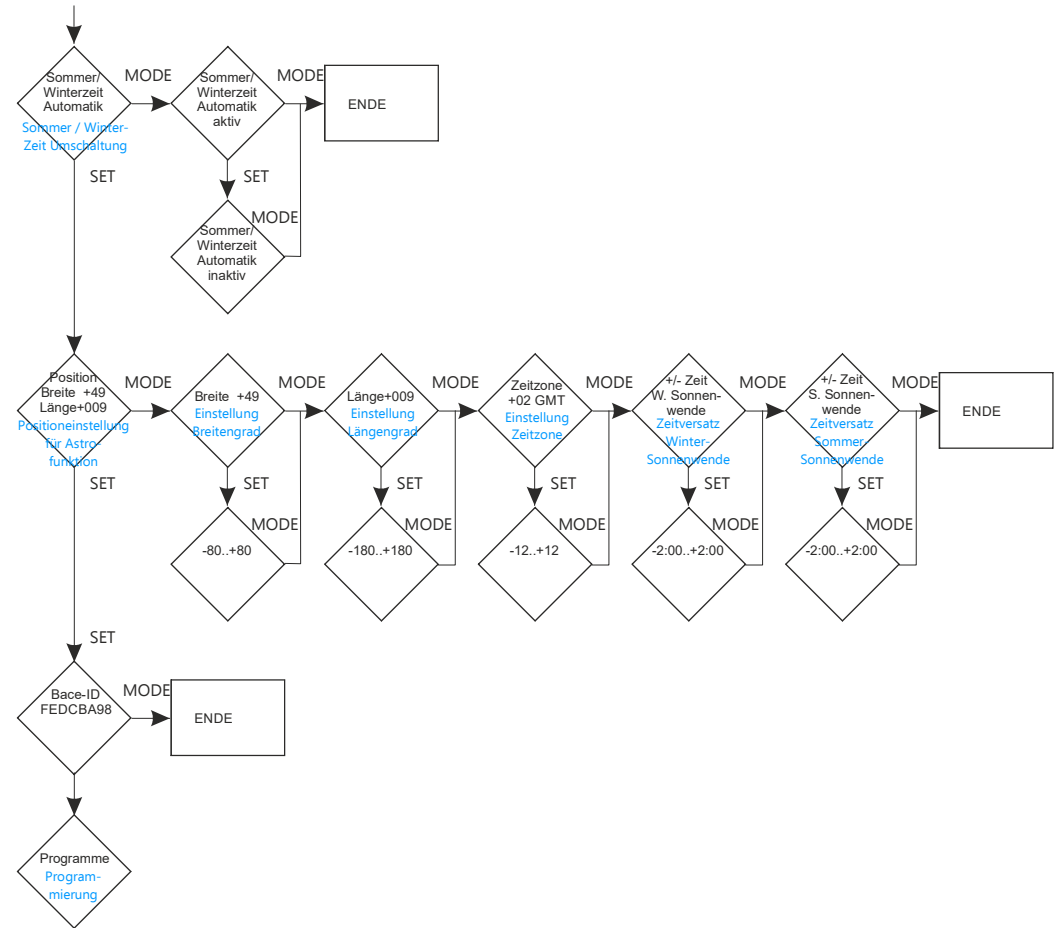 Sommer/
Winterzeit
Automatik
Sommer / Winter-
Zeit Umschaltung
MODE
Sommer/
Winterzeit
Automatik
aktiv
MODE
ENDE
SET
SET
MODE
Sommer/
Winterzeit
Automatik
inaktiv
Position
Breite +49
Länge+009
Positioneinstellung
für Astro-
funktion
MODE
Breite +49
Einstellung
Breitengrad
MODE
Länge+009
Einstellung
Längengrad
MODE
Zeitzone
+02 GMT
Einstellung
Zeitzone
MODE
+/- Zeit
W. Sonnen-
wende
Zeitversatz
Winter-
Sonnenwende
MODE
+/- Zeit
S. Sonnen-
wende
Zeitversatz
Sommer-
Sonnenwende
MODE
ENDE
SET
SET
SET
SET
SET
SET
MODE
MODE
MODE
MODE
MODE
-80..+80
-180..+180
-12..+12
-2:00..+2:00
-2:00..+2:00
SET
Bace-ID
FEDCBA98
MODE
ENDE
Programme
Program-
mierung